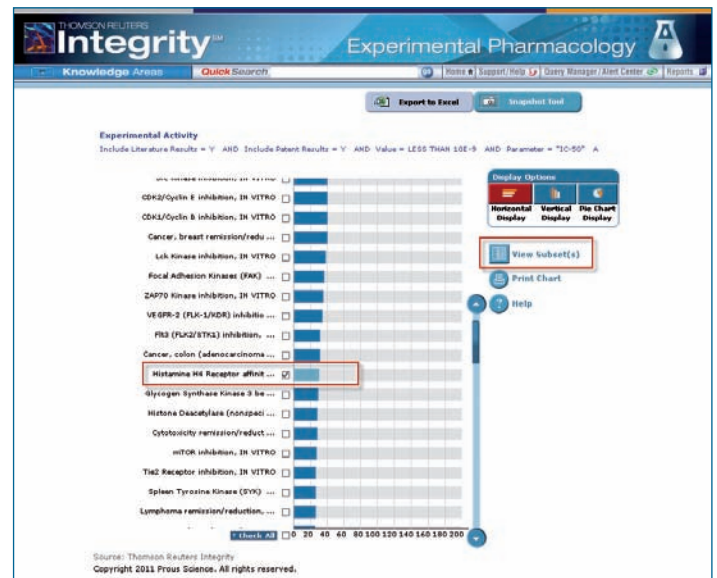 THOMSON REUTERS
Integrity SM
Experimental Pharmacology
Knowledge Areas QuickSearch GO Home Support/Help Query Manager/Alert Center Reports
Export to Excel Snapshot Tool
Experimental Activity
Include Literature Results = Y AND Include Patent Results = Y AND Value = LESS THAN 10E-9 AND Parameter = "IC-50" A
Display Options
Horizontal Display Vertical Display Pie Chart Display
View Subset(s)
Print Chart
Help
CDK2/Cyclin E inhibition, IN VITRO
CDK1/Cyclin B inhibition, IN VITRO
Cancer, breast remission/redu ...
Lck Kinase inhibition, IN VITRO
Focal Adhesion Kinases (FAK) ...
ZAP70 Kinase inhibition, IN VITRO
VEGFR-2 (FLK-1/KDR) inhibitio ...
Flt3 (FLK2/STK1) inhibition, ...
Cancer, colon (adenocarcinoma ...
Histamine H4 Receptor affinit ...
Glycogen Synthase Kinase 3 be ...
Histone Deacetylase (nonspeci ...
Cytotoxicity remission/reduct ...
mTOR inhibition, IN VITRO
Tie2 Receptor inhibition, IN VITRO
Spleen Tyrosine Kinase (SYK) ...
Lymphoma remission/reduction, ...
Check All 0 20 40 60 80 100 120 140 160 180 200
Source: Thomson Reuters Integrity
Copyright 2011 Prous Science. All rights reserved.